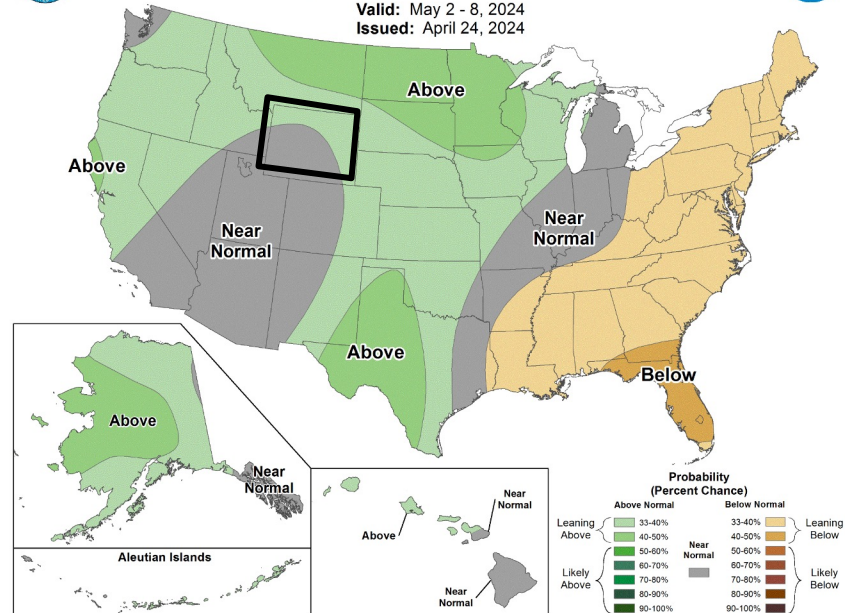 Valid: May 2 - 8, 2024
Issued: April 24, 2024
Above
Above
Near
Normal
Near
Normal
Above
Below
Above
Near
Normal
Aleutian Islands
Above
Near
Normal
Near
Normal
Probability
(Percent Chance)
Above Normal
Below Normal
Leaning
Above
33-40%
40-50%
50-60%
60-70%
70-80%
80-90%
90-100%
Likely
Above
Near
Normal
33-40%
40-50%
50-60%
60-70%
70-80%
80-90%
90-100%
Leaning
Below
Likely
Below